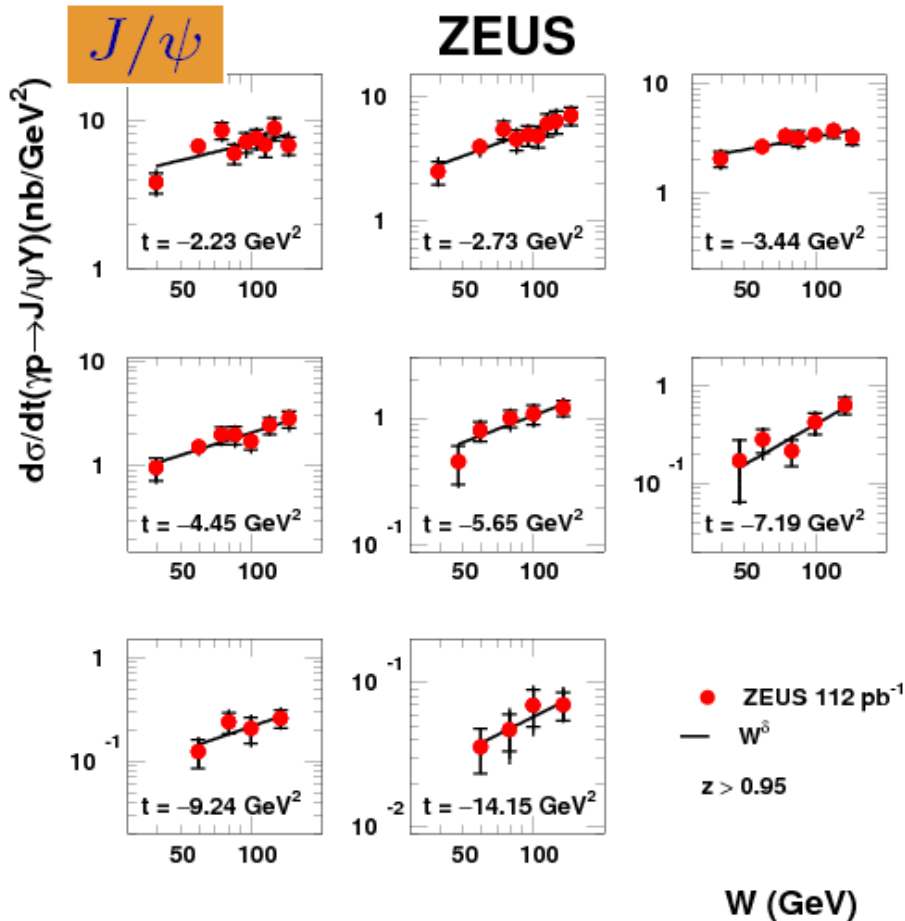 J/ψ
ZEUS
dσ/dt(γp→J/ψY)(nb/GeV²)
10
1
t = −2.23 GeV²
50 100
10
1
t = −2.73 GeV²
50 100
10
1
t = −3.44 GeV²
50 100
10
1
t = −4.45 GeV²
50 100
1
10⁻¹
t = −5.65 GeV²
50 100
1
10⁻¹
t = −7.19 GeV²
50 100
1
10⁻¹
t = −9.24 GeV²
50 100
10⁻¹
10⁻²
t = −14.15 GeV²
50 100
ZEUS 112 pb⁻¹
W^δ
z > 0.95
W (GeV)